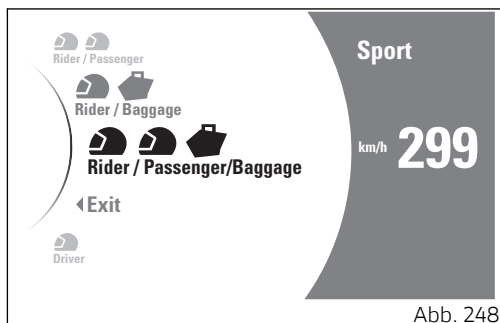 Rider / Passenger
Rider / Baggage
Rider / Passenger/Baggage
Exit
Driver
Sport
km/h 299
Abb. 248